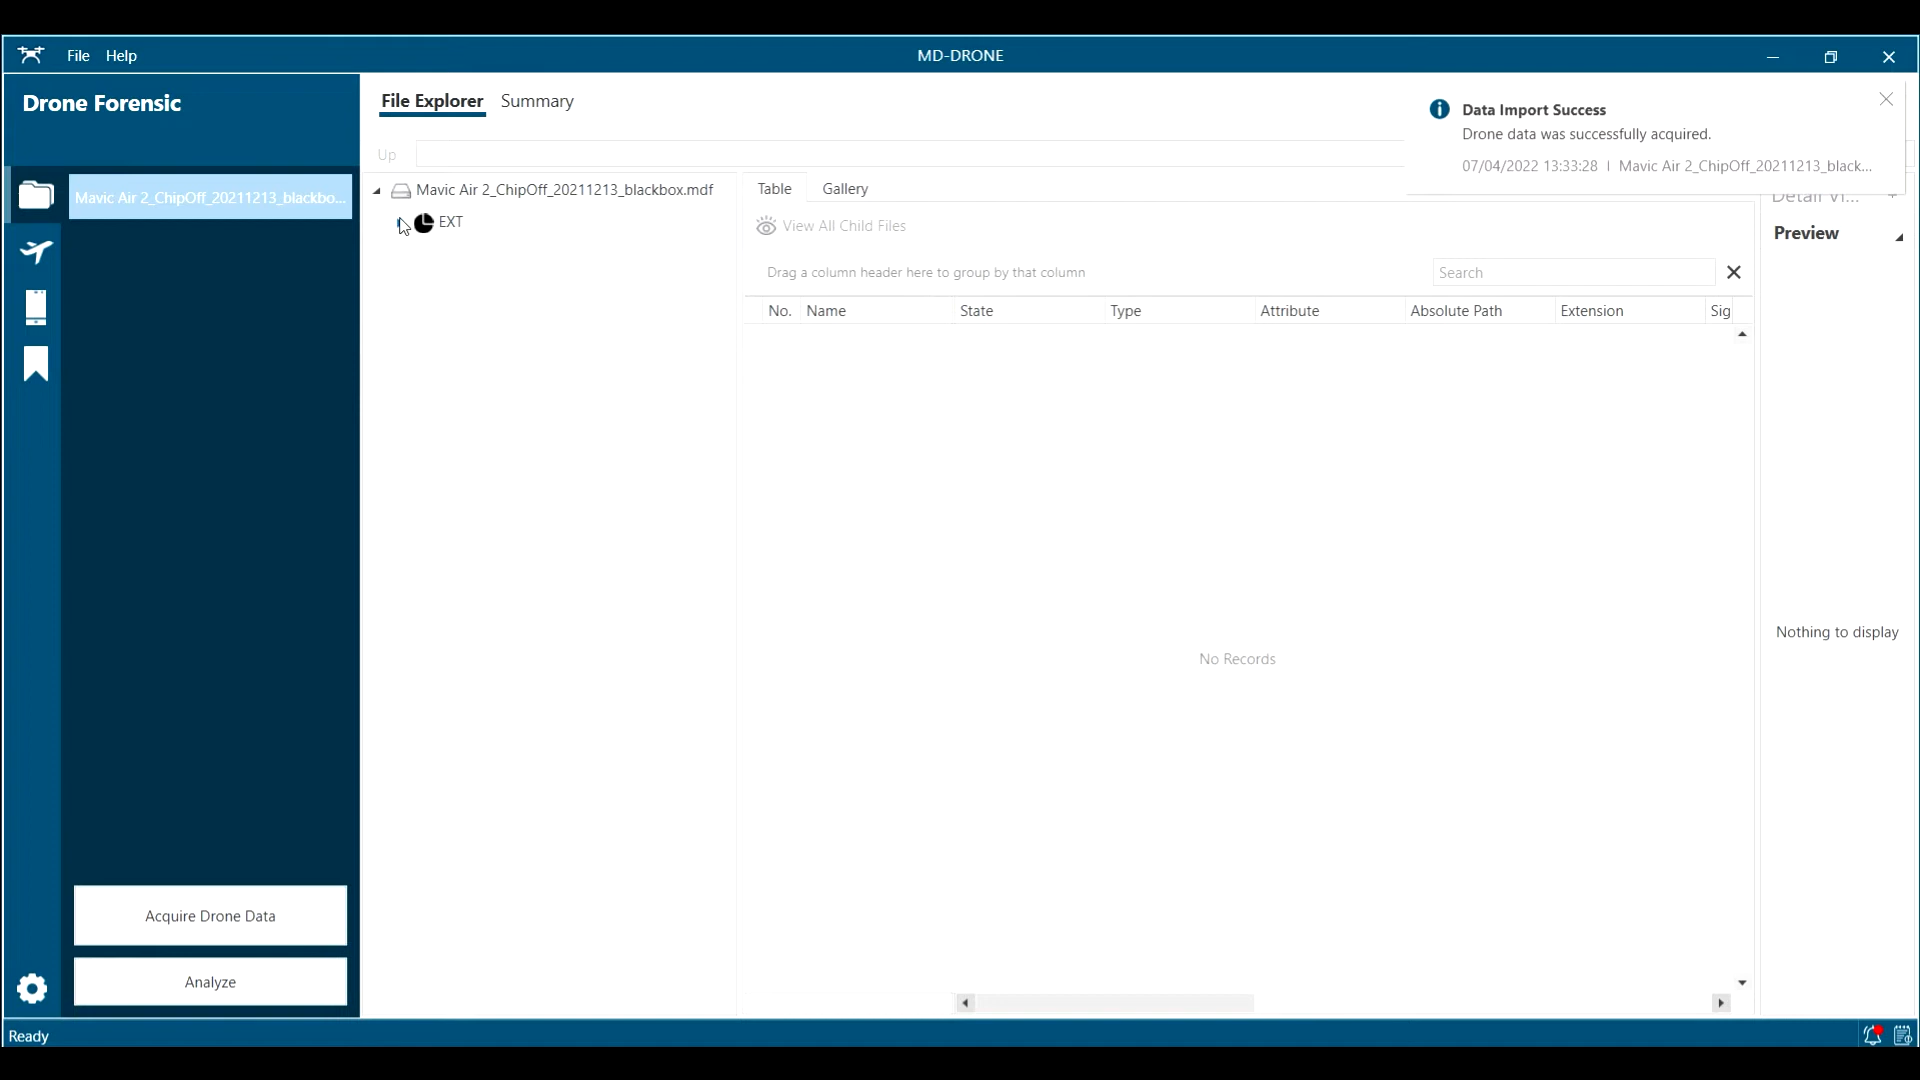 File Help MD-DRONE
Drone Forensic
File Explorer Summary
Data Import Success
Drone data was successfully acquired.
07/04/2022 13:33:28 | Mavic Air 2_ChipOff_20211213_black...
Up
Mavic Air 2_ChipOff_20211213_blackbo...
Mavic Air 2_ChipOff_20211213_blackbox.mdf
EXT
Table Gallery
View All Child Files
Drag a column header here to group by that column
Search
No. Name State Type Attribute Absolute Path Extension Sig
No Records
Detail Vi...
Preview
Nothing to display
Acquire Drone Data
Analyze
Ready